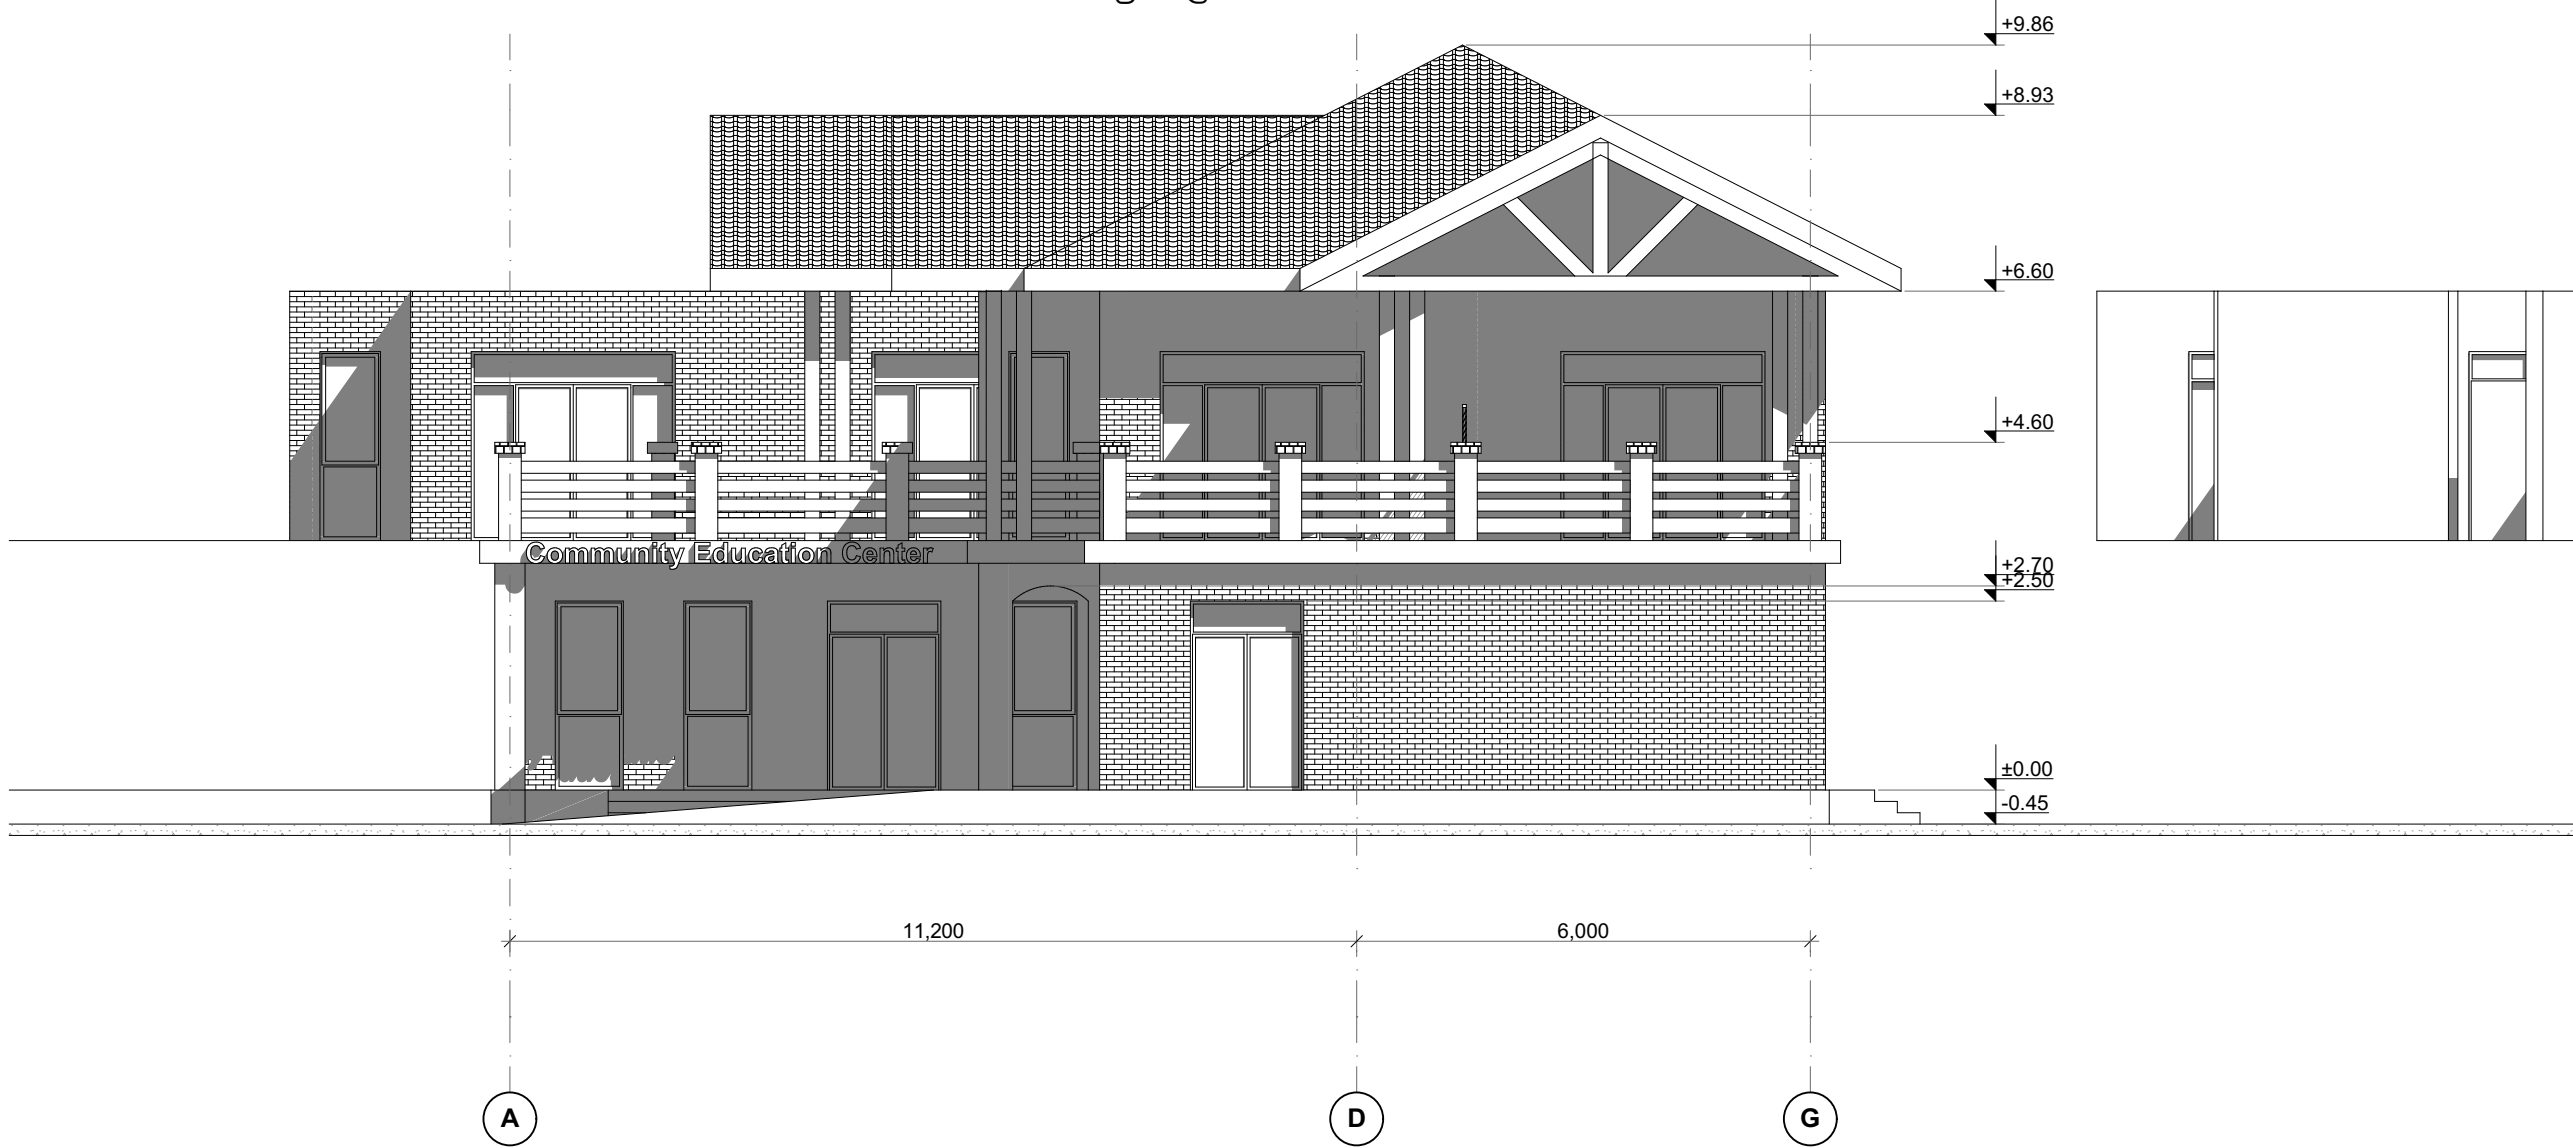 +9.86
+8.93
+6.60
+4.60
Community Education Center
+2.70
+2.50
±0.00
-0.45
11,200
6,000
A
D
G